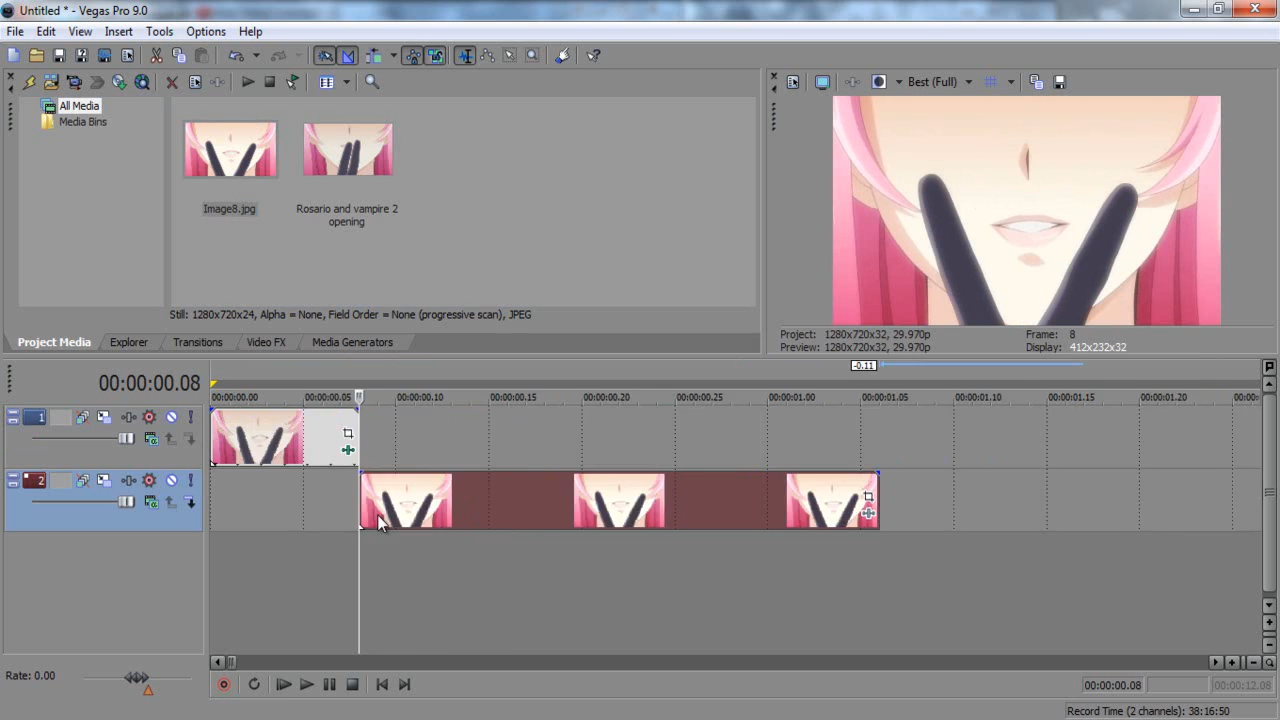 Untitled * - Vegas Pro 9.0
File Edit View Insert Tools Options Help
Best (Full)
All Media
Media Bins
Image8.jpg
Rosario and vampire 2
opening
Still: 1280x720x24, Alpha = None, Field Order = None (progressive scan), JPEG
Project: 1280x720x32, 29.970p
Frame: 8
Preview: 1280x720x32, 29.970p
Display: 412x232x32
Project Media Explorer Transitions Video FX Media Generators
-0.11
00:00:00.08
00:00:00.00 00:00:00.05 00:00:00.10 00:00:00.15 00:00:00.20 00:00:00.25 00:00:01.00 00:00:01.05 00:00:01.10 00:00:01.15 00:00:01.20
1
2
Rate: 0.00
00:00:00.08
00:00:12.08
Record Time (2 channels): 38:16:50